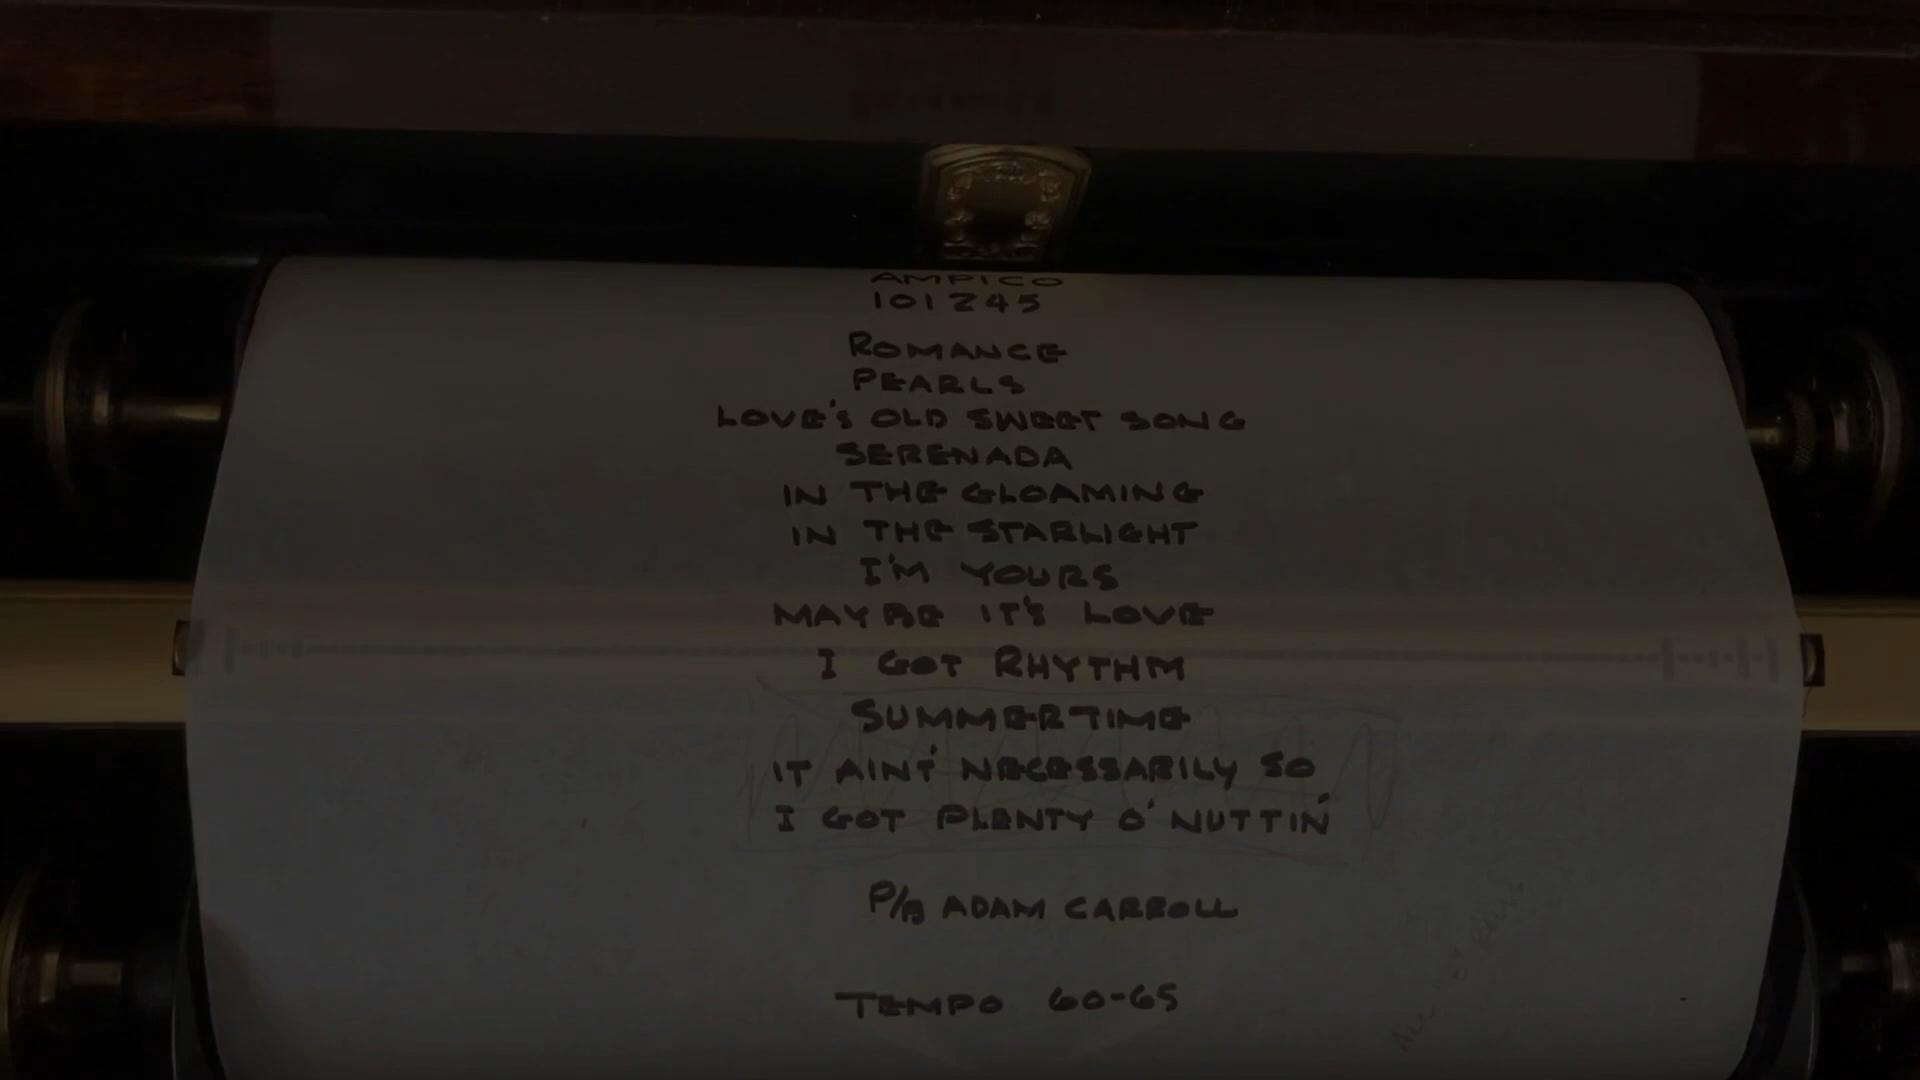 AMPICO
101245
ROMANCE
PEARLS
LOVE'S OLD SWEET SONG
SERENADA
IN THE GLOAMING
IN THE STARLIGHT
I'M YOURS
MAYBE IT'S LOVE
I GOT RHYTHM
SUMMERTIME
IT AIN'T NECESSARILY SO
I GOT PLENTY O' NUTTIN'
P/B ADAM CARROLL
TEMPO 60-65